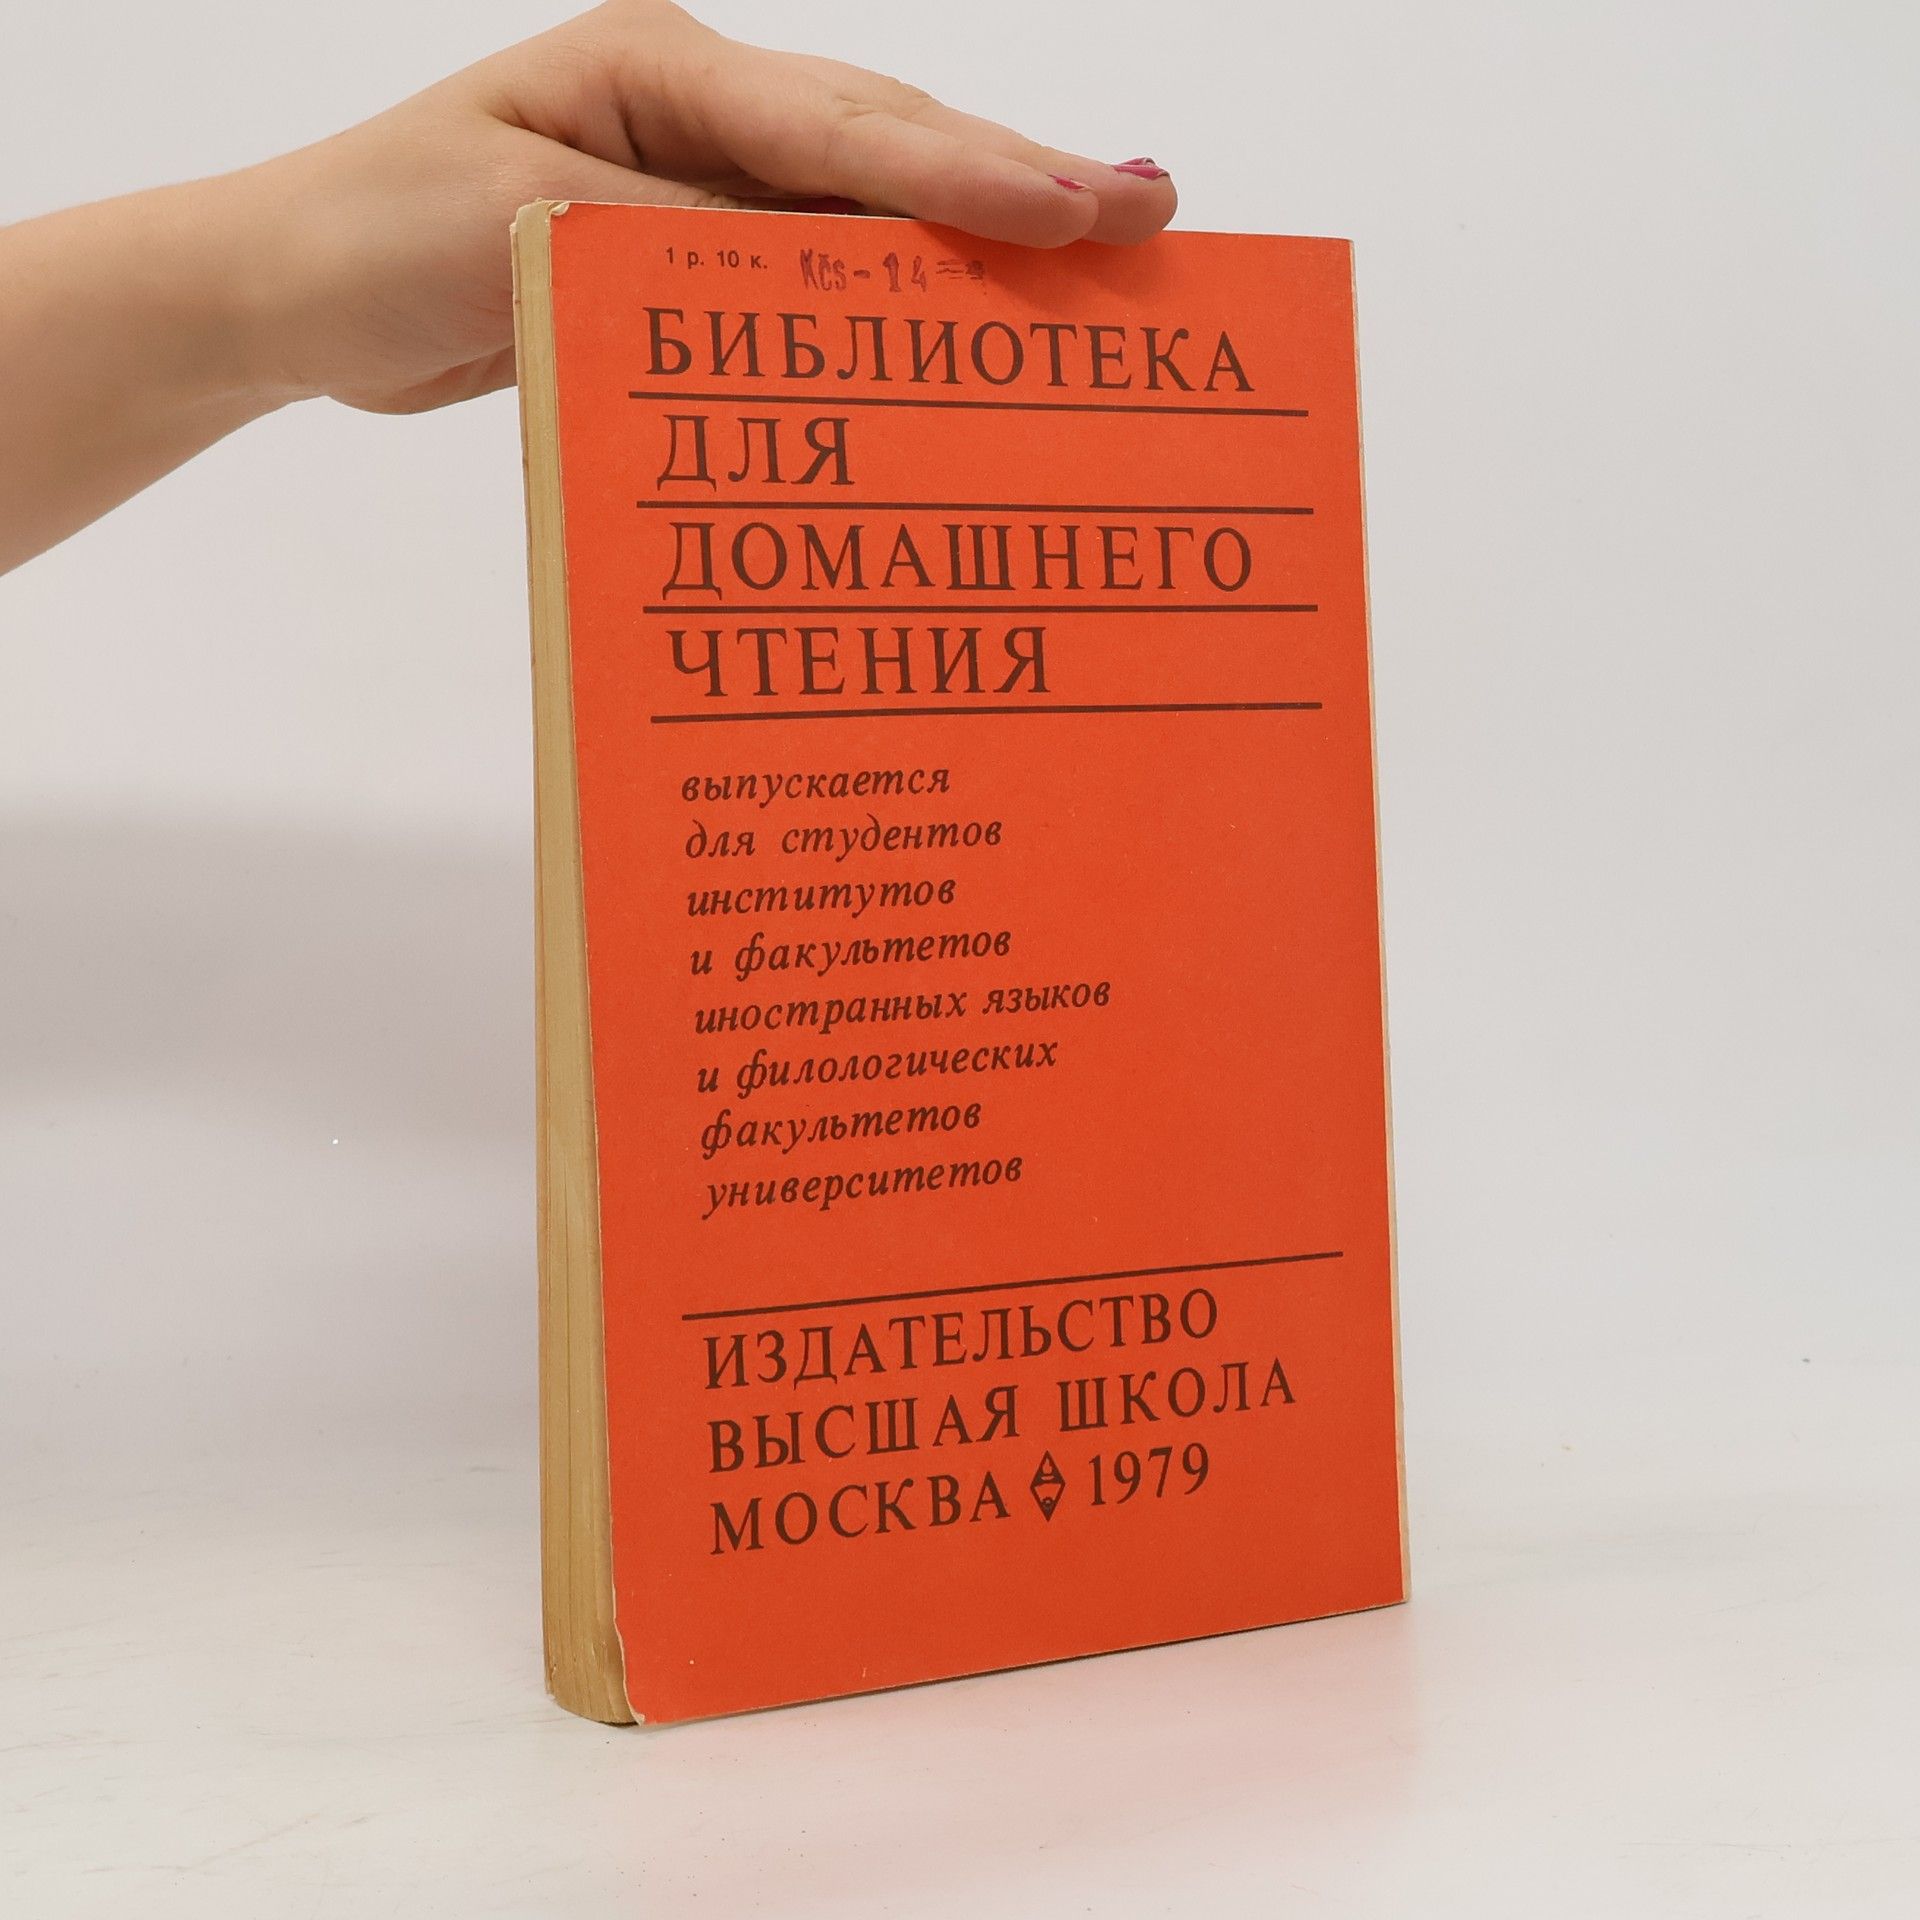 1 р. 10 к. Kčs - 14
БИБЛИОТЕКА
ДЛЯ
ДОМАШНЕГО
ЧТЕНИЯ
выпускается
для студентов
институтов
и факультетов
иностранных языков
и филологических
факультетов
университетов
ИЗДАТЕЛЬСТВО
ВЫСШАЯ ШКОЛА
МОСКВА 1979